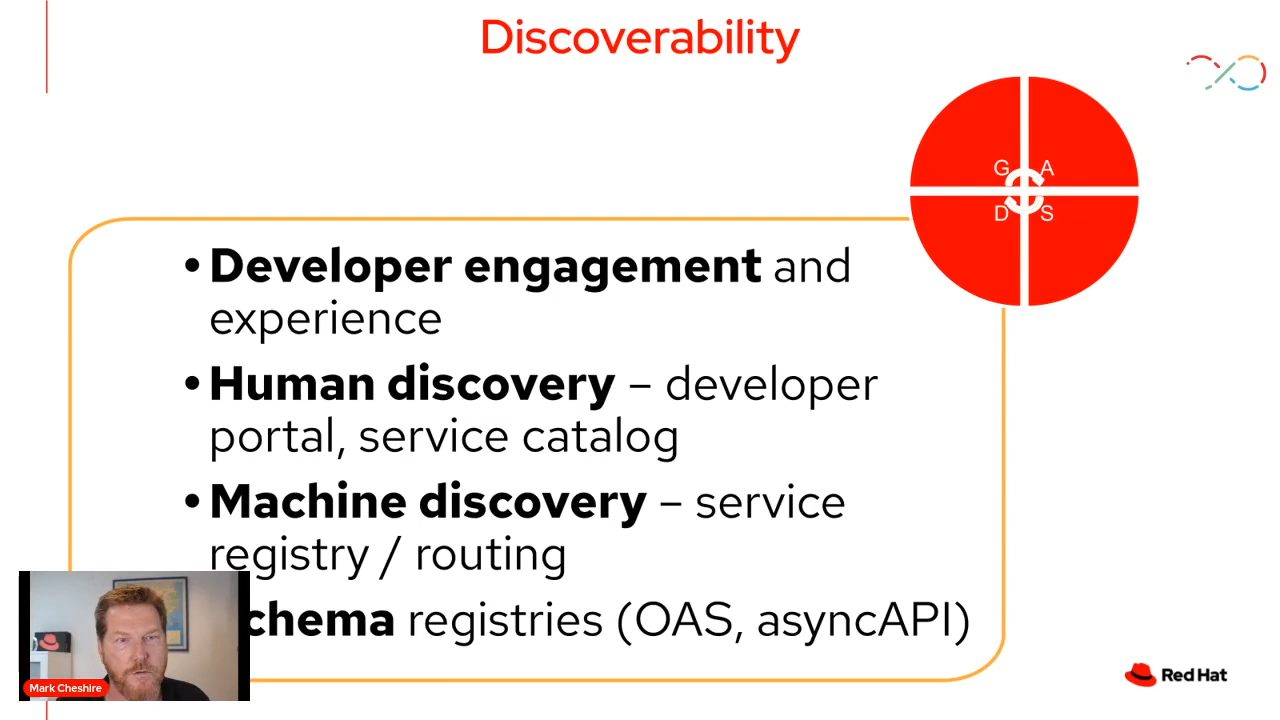 Discoverability
G A
D S
• Developer engagement and
experience
• Human discovery – developer
portal, service catalog
• Machine discovery – service
registry / routing
chema registries (OAS, asyncAPI)
Mark Cheshire
Red Hat